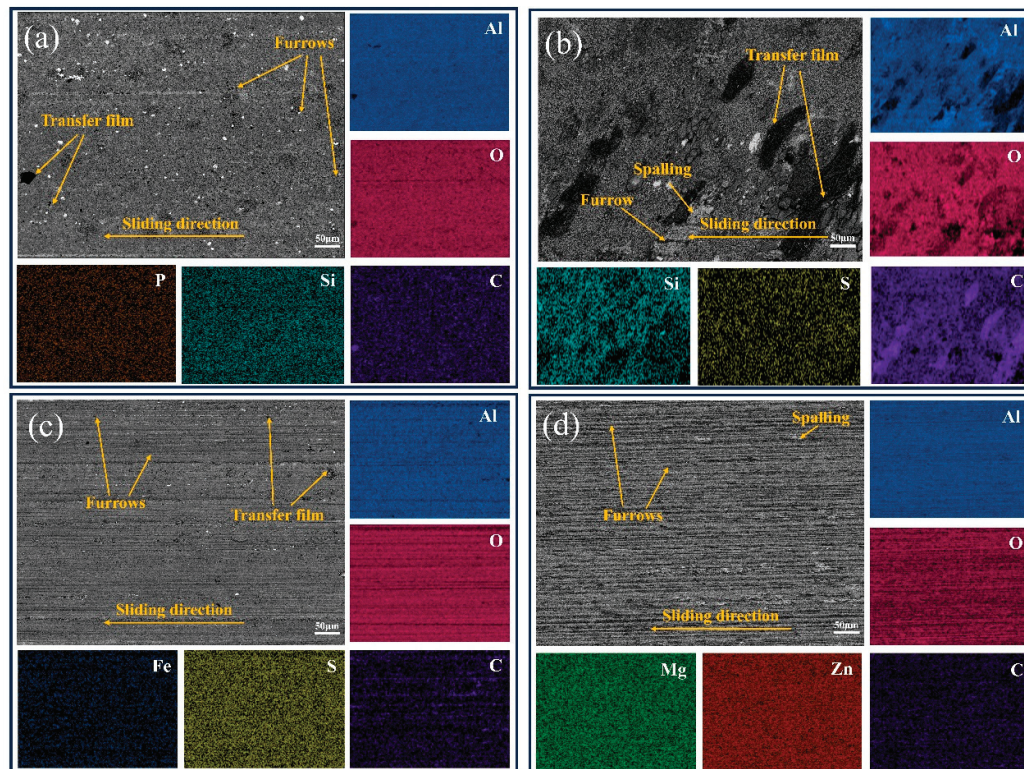 (a)
Furrows
Transfer film
Sliding direction
50μm
Al
O
P
Si
C
(b)
Transfer film
Spalling
Furrow
Sliding direction
50μm
Al
O
Si
S
C
(c)
Furrows
Transfer film
Sliding direction
50μm
Al
O
Fe
S
C
(d)
Spalling
Furrows
Sliding direction
50μm
Al
O
Mg
Zn
C